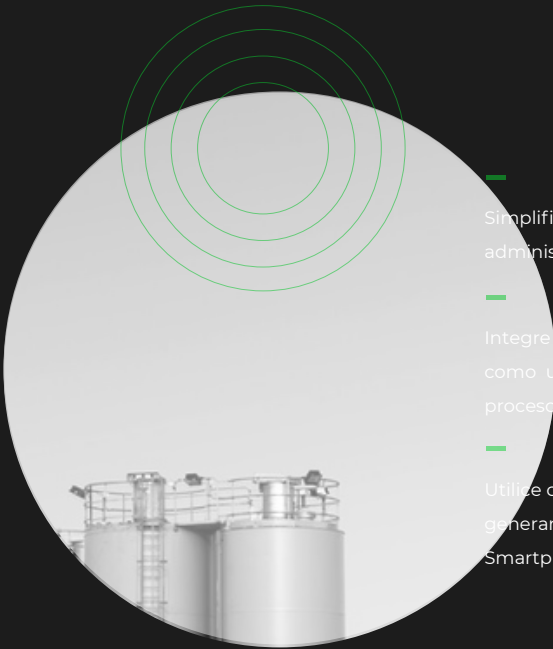 Simplifi
adminis
Integre
como u
proceso
Utilice
generar
Smartp